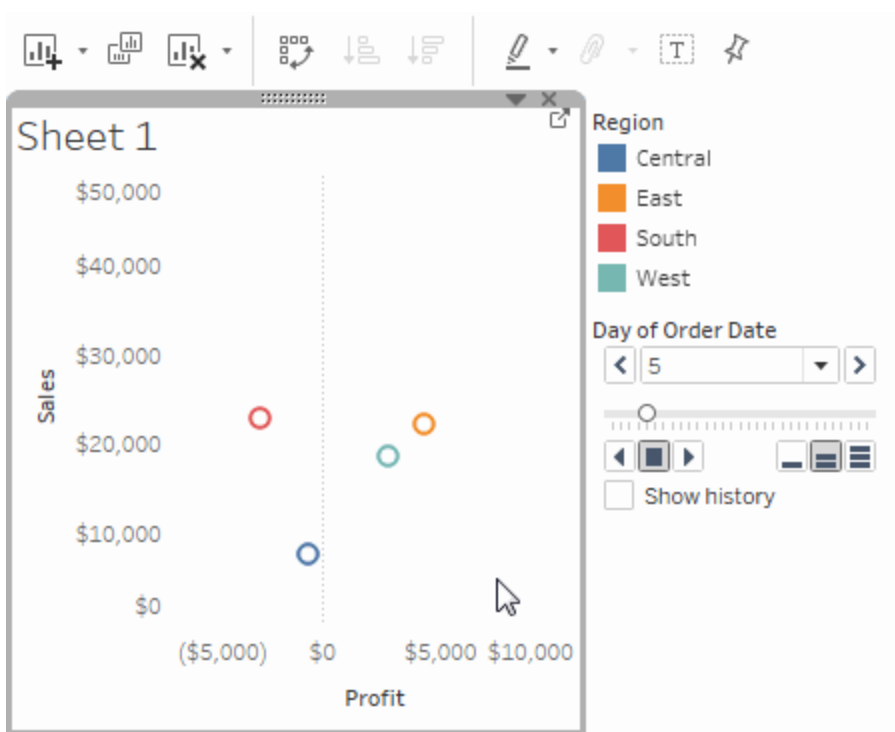 T
Sheet 1
$50,000
$40,000
$30,000
$20,000
$10,000
$0
Sales
($5,000) $0 $5,000 $10,000
Profit
Region
Central
East
South
West
Day of Order Date
5
Show history